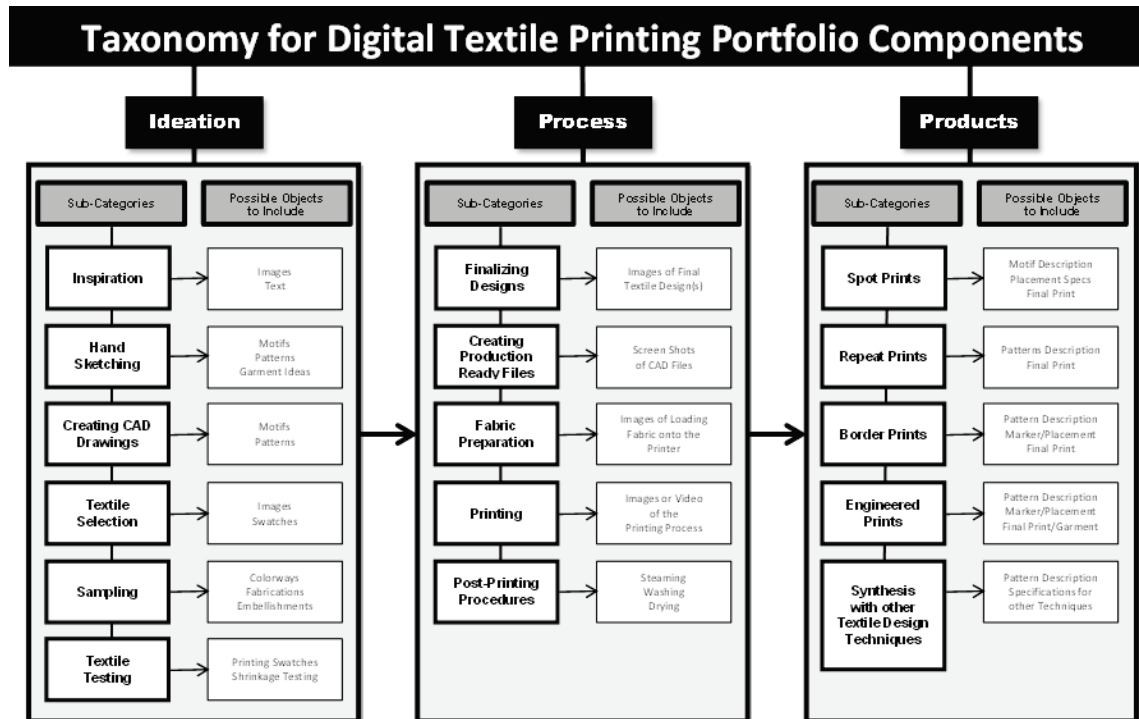 Taxonomy for Digital Textile Printing Portfolio Components
Ideation
Sub-Categories
Possible Objects
to Include
Inspiration
Images
Text
Hand
Sketching
Motifs
Patterns
Garment Ideas
Creating CAD
Drawings
Motifs
Patterns
Textile
Selection
Images
Swatches
Sampling
Colorways
Fabrications
Embellishments
Textile
Testing
Printing Swatches
Shrinkage Testing
Process
Sub-Categories
Possible Objects
to Include
Finalizing
Designs
Images of Final
Textile Design(s)
Creating
Production
Ready Files
Screen Shots
of CAD Files
Fabric
Preparation
Images of Loading
Fabric onto the
Printer
Printing
Images or Video
of the
Printing Process
Post-Printing
Procedures
Steaming
Washing
Drying
Products
Sub-Categories
Possible Objects
to Include
Spot Prints
Motif Description
Placement Specs
Final Print
Repeat Prints
Patterns Description
Final Print
Border Prints
Pattern Description
Marker/Placement
Final Print
Engineered
Prints
Pattern Description
Marker/Placement
Final Print/Garment
Synthesis
with other
Textile Design
Techniques
Pattern Description
Specifications for
other Techniques